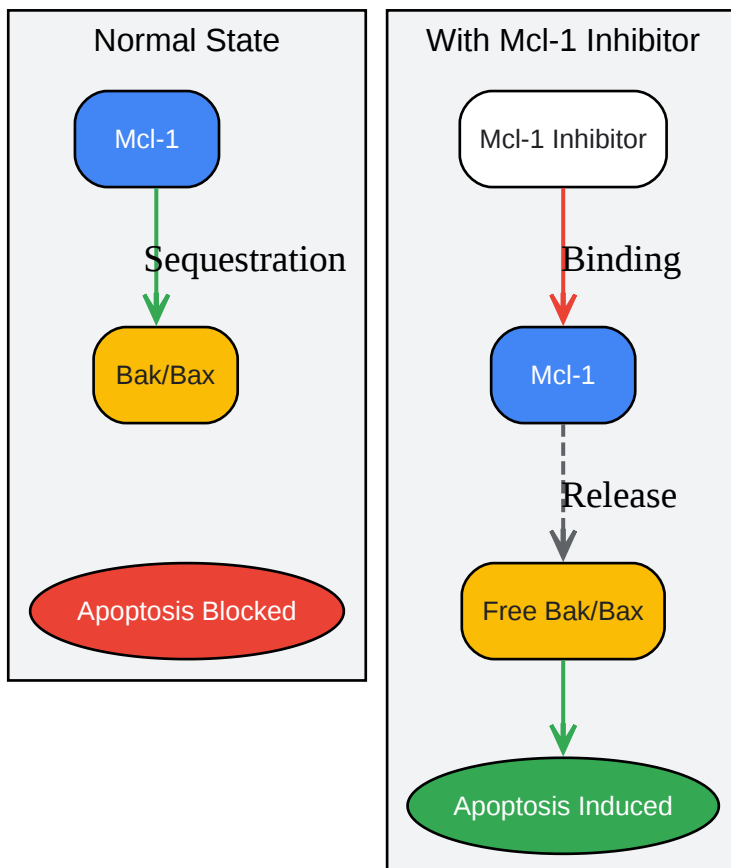 Normal State
Mcl-1
Sequestration
Bak/Bax
Apoptosis Blocked
With Mcl-1 Inhibitor
Mcl-1 Inhibitor
Binding
Mcl-1
Release
Free Bak/Bax
Apoptosis Induced